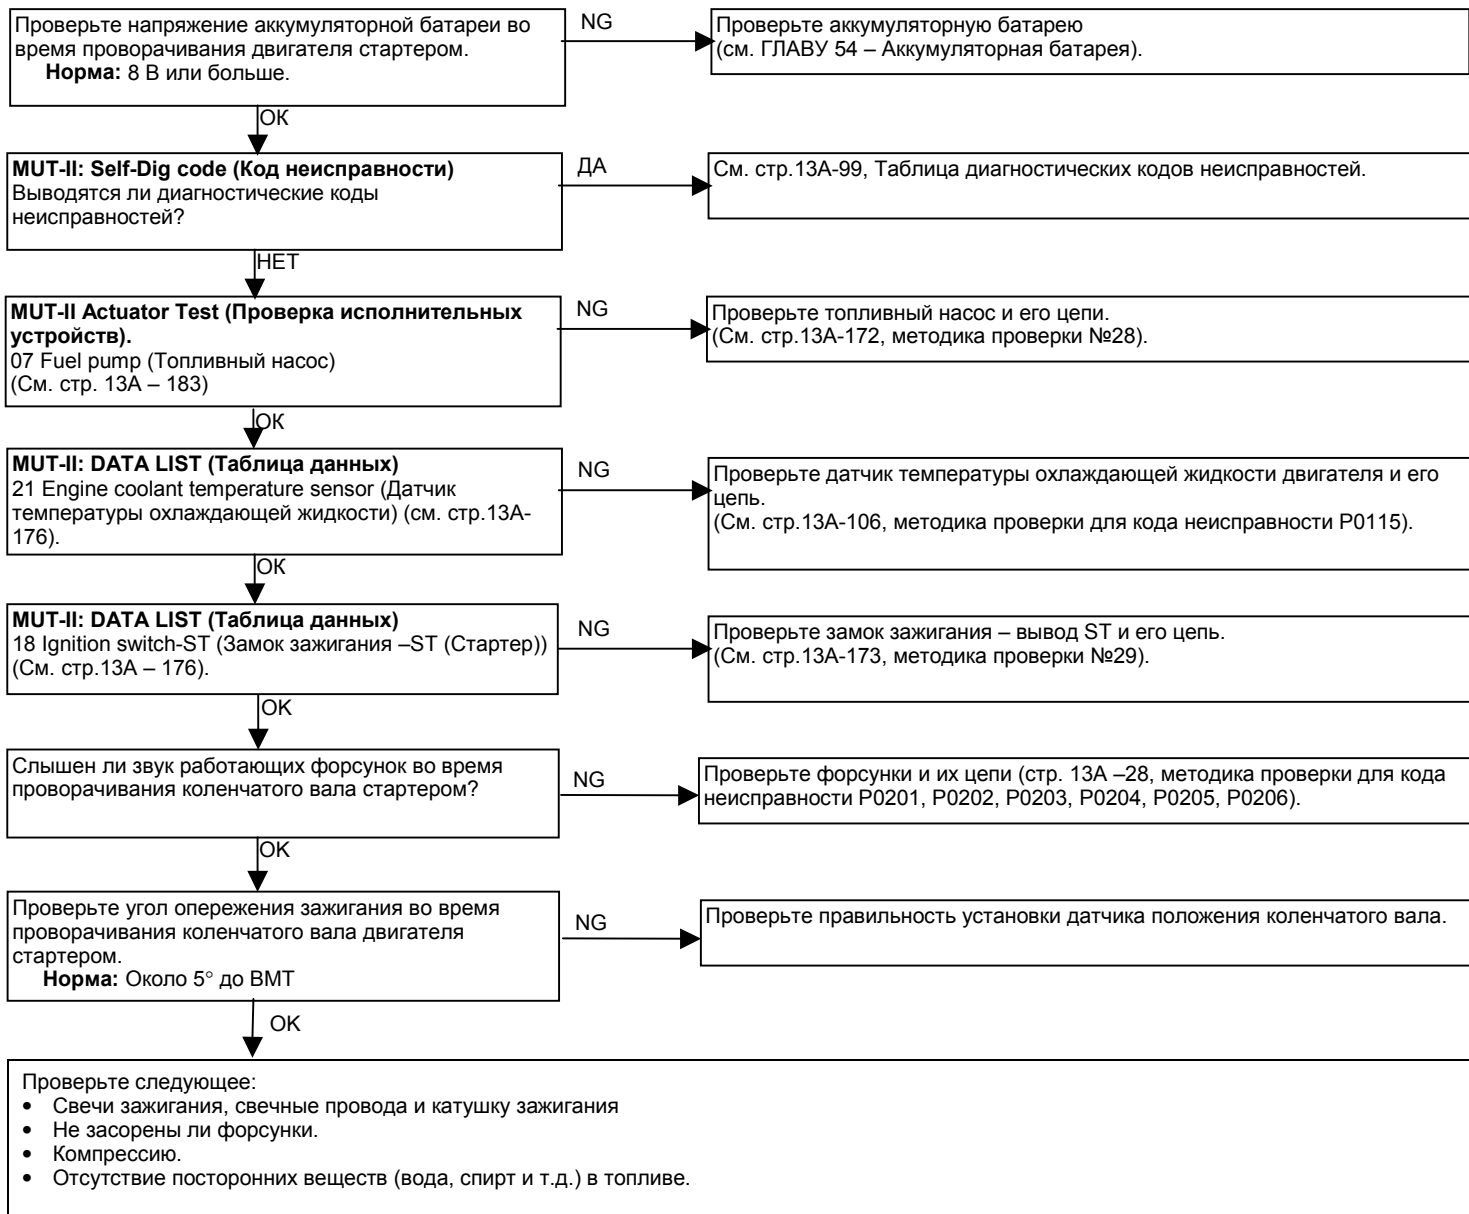 Проверьте напряжение аккумуляторной батареи во
время проворачивания двигателя стартером.
Норма: 8 В или больше.
NG
Проверьте аккумуляторную батарею
(см. ГЛАВУ 54 – Аккумуляторная батарея).
ОК
MUT-II: Self-Dig code (Код неисправности)
Выводятся ли диагностические коды
неисправностей?
ДА
См. стр.13А-99, Таблица диагностических кодов неисправностей.
НЕТ
MUT-II Actuator Test (Проверка исполнительных
устройств).
07 Fuel pump (Топливный насос)
(См. стр. 13А – 183)
NG
Проверьте топливный насос и его цепи.
(См. стр.13А-172, методика проверки №28).
ОК
MUT-II: DATA LIST (Таблица данных)
21 Engine coolant temperature sensor (Датчик
температуры охлаждающей жидкости) (см. стр.13А-
176).
NG
Проверьте датчик температуры охлаждающей жидкости двигателя и его
цепь.
(См. стр.13А-106, методика проверки для кода неисправности Р0115).
ОК
MUT-II: DATA LIST (Таблица данных)
18 Ignition switch-ST (Замок зажигания –ST (Стартер))
(См. стр.13А – 176).
NG
Проверьте замок зажигания – вывод ST и его цепь.
(См. стр.13А-173, методика проверки №29).
ОК
Слышен ли звук работающих форсунок во время
проворачивания коленчатого вала стартером?
NG
Проверьте форсунки и их цепи (стр. 13А –28, методика проверки для кода
неисправности Р0201, Р0202, Р0203, Р0204, Р0205, Р0206).
ОК
Проверьте угол опережения зажигания во время
проворачивания коленчатого вала двигателя
стартером.
Норма: Около 5° до ВМТ
NG
Проверьте правильность установки датчика положения коленчатого вала.
ОК
Проверьте следующее:
• Свечи зажигания, свечные провода и катушку зажигания
• Не засорены ли форсунки.
• Компрессию.
• Отсутствие посторонних веществ (вода, спирт и т.д.) в топливе.